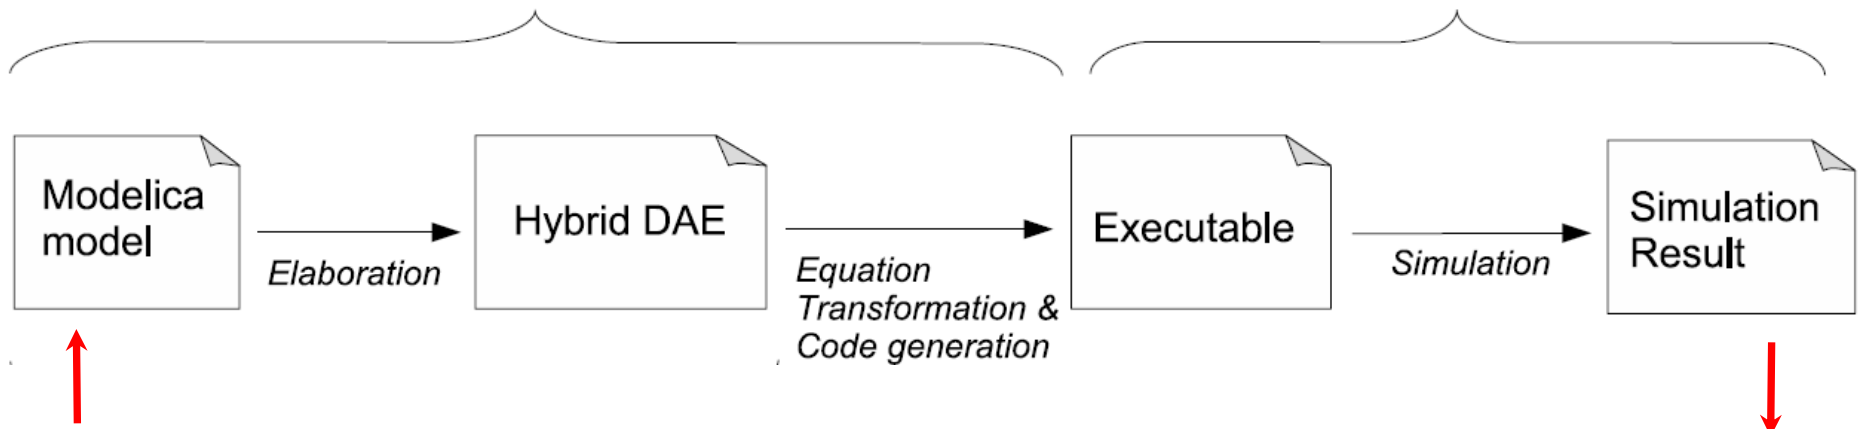 Modelica
model
Elaboration
Hybrid DAE
Equation
Transformation &
Code generation
Executable
Simulation
Simulation
Result